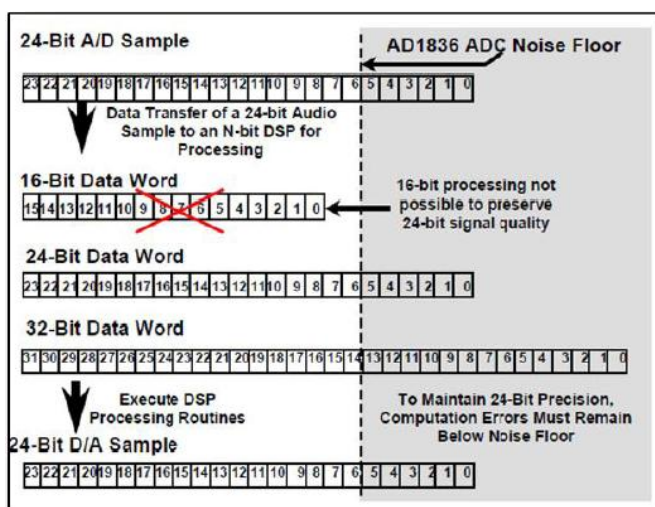 24-Bit A/D Sample
AD1836 ADC Noise Floor
23 22 21 20 19 18 17 16 15 14 13 12 11 10 9 8 7 6 5 4 3 2 1 0
Data Transfer of a 24-bit Audio
Sample to an N-bit DSP for
Processing
16-Bit Data Word
15 14 13 12 11 10 9 8 7 6 5 4 3 2 1 0
16-bit processing not
possible to preserve
24-bit signal quality
24-Bit Data Word
23 22 21 20 19 18 17 16 15 14 13 12 11 10 9 8 7 6 5 4 3 2 1 0
32-Bit Data Word
31 30 29 28 27 26 25 24 23 22 21 20 19 18 17 16 15 14 13 12 11 10 9 8 7 6 5 4 3 2 1 0
Execute DSP
Processing Routines
To Maintain 24-Bit Precision,
Computation Errors Must Remain
Below Noise Floor
24-Bit D/A Sample
23 22 21 20 19 18 17 16 15 14 13 12 11 10 9 8 7 6 5 4 3 2 1 0